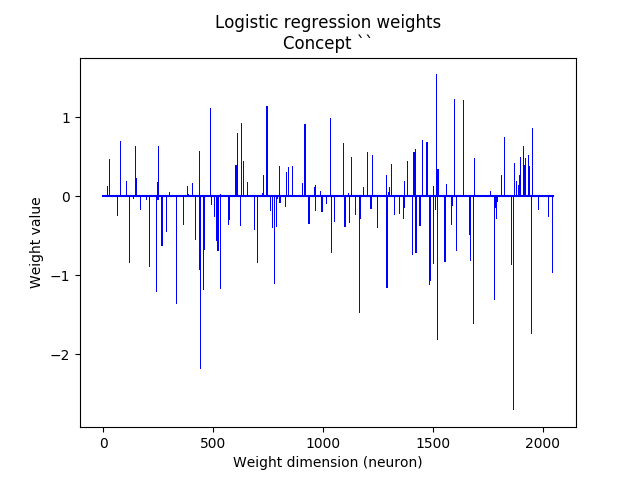 Logistic regression weights
Concept ``
Weight value
1
0
−1
−2
0
500
1000
1500
2000
Weight dimension (neuron)